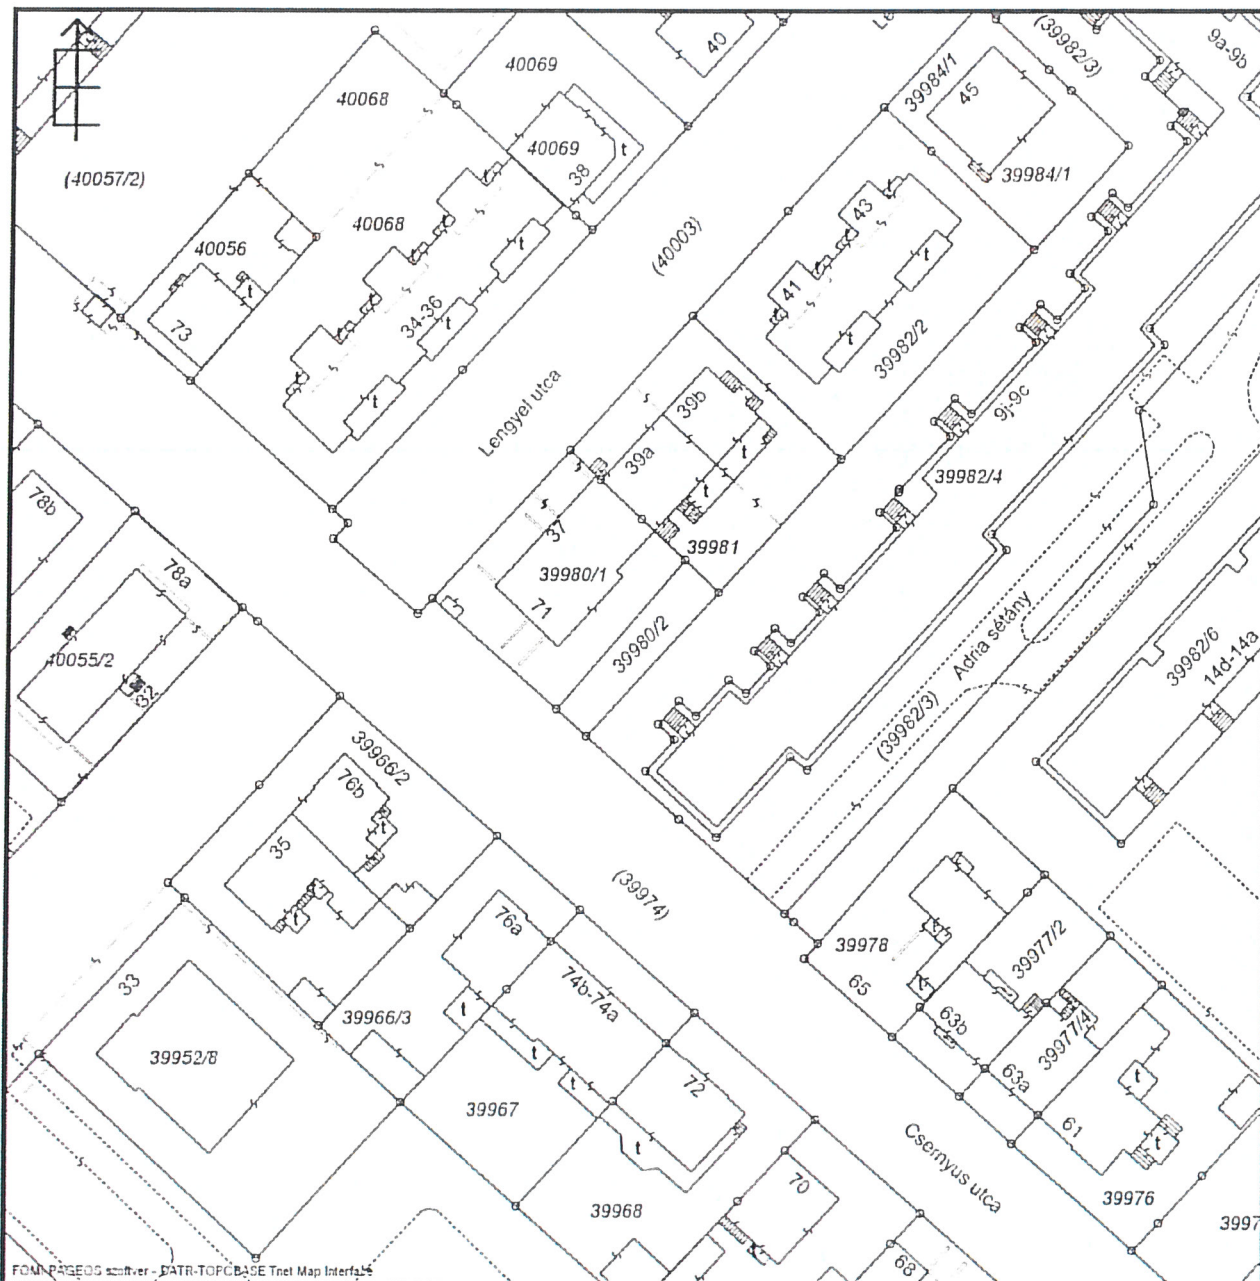 40
40069
40068
Le
39984/1
45
(39982/3)
9a-9b
(40057/2)
40069
38
t
39984/1
40068
40056
(40003)
43
t
41
t
t
t
73
t
34-36
t
t
t
t
t
39982/2
Lengyel utca
39b
39a
t
t
9j-9c
39982/4
78b
37
39981
39980/1
78a
71
39980/2
40055/2
32
Adria sétány
39982/6
14d-14a
(39982/3)
39966/2
76b
t
35
t
(39974)
76a
39978
39977/2
33
74b-74a
65
t
63b
39966/3
t
t
t
39977/4
39952/8
63a
72
t
39967
61
t
t
Csernyus utca
39968
70
39976
3997
68
FÖMI-PAGEOS szoftver - DATR-TOPOBASE Tnet Map Interface